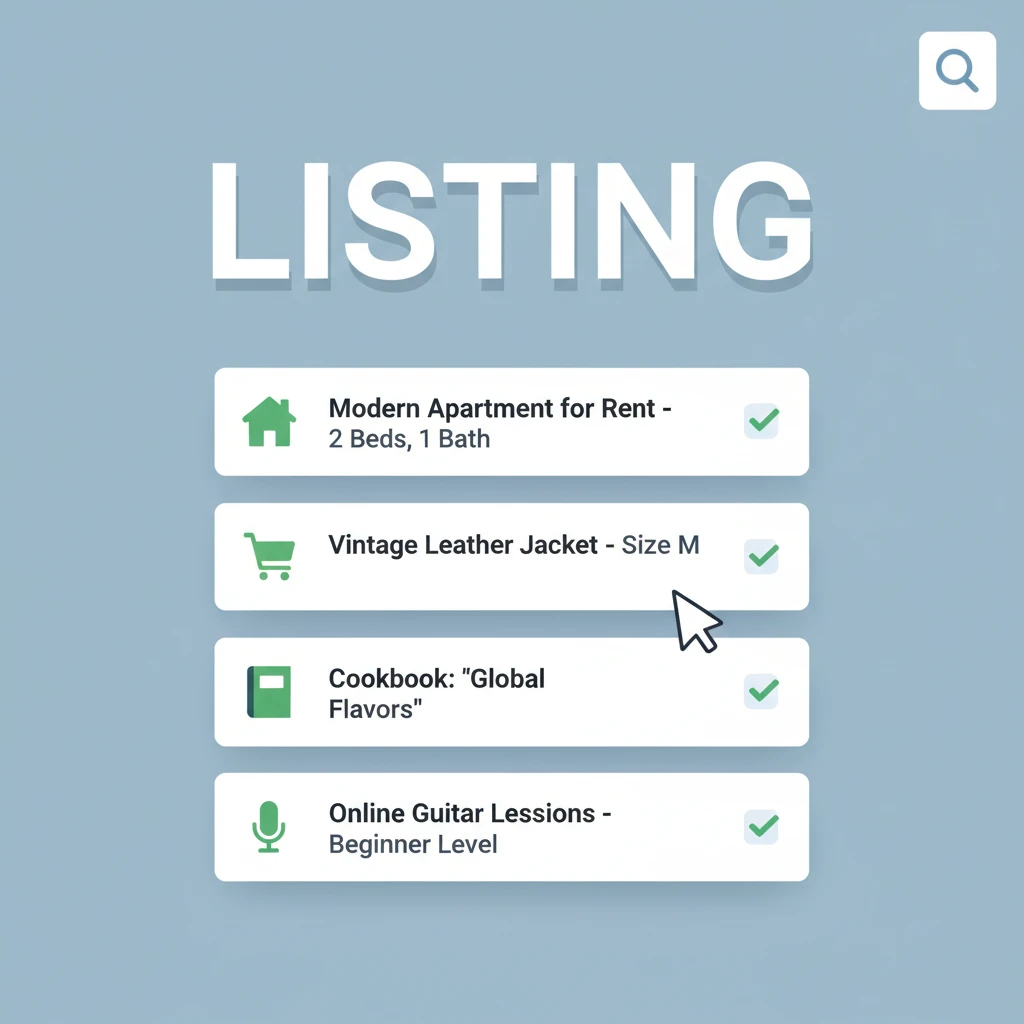 LISTING
Modern Apartment for Rent -
2 Beds, 1 Bath
Vintage Leather Jacket - Size M
Cookbook: "Global
Flavors"
Online Guitar Lessions -
Beginner Level